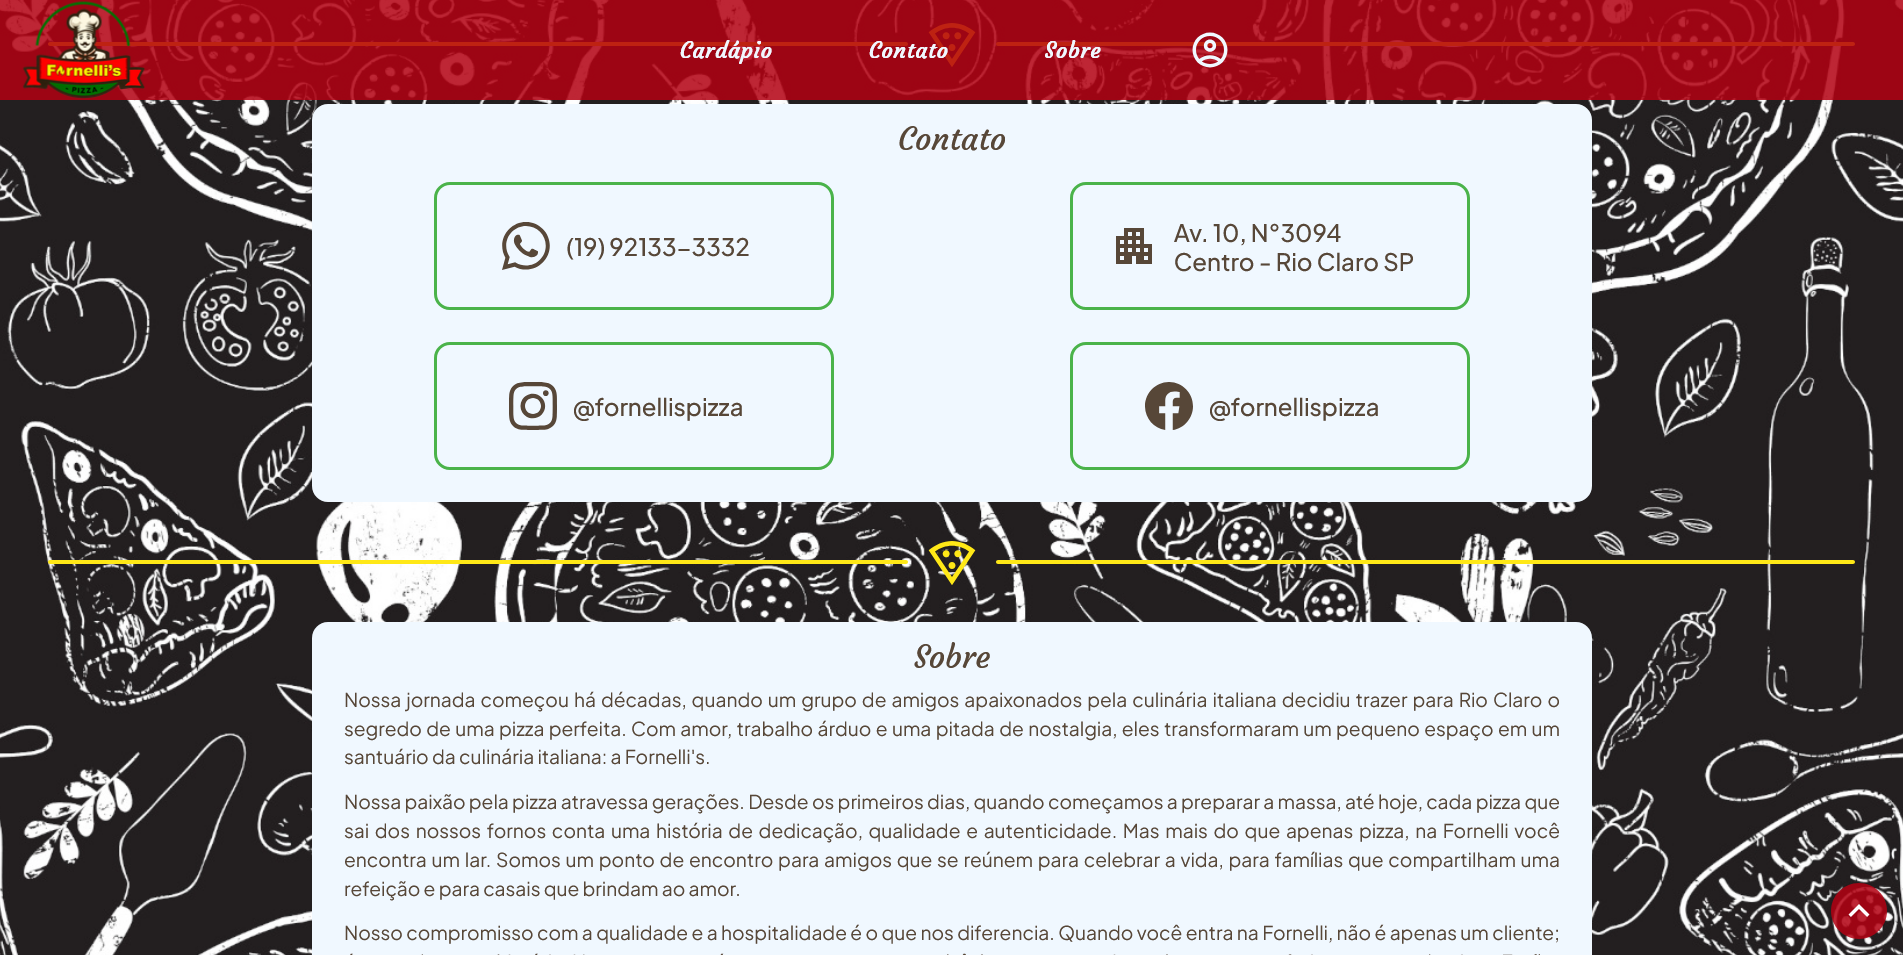 Fornelli's
PIZZA
Cardápio
Contato
Sobre
Contato
(19) 92133-3332
Av. 10, N°3094
Centro - Rio Claro SP
@fornellispizza
@fornellispizza
Sobre
Nossa jornada começou há décadas, quando um grupo de amigos apaixonados pela culinária italiana decidiu trazer para Rio Claro o
segredo de uma pizza perfeita. Com amor, trabalho árduo e uma pitada de nostalgia, eles transformaram um pequeno espaço em um
santuário da culinária italiana: a Fornelli's.
Nossa paixão pela pizza atravessa gerações. Desde os primeiros dias, quando começamos a preparar a massa, até hoje, cada pizza que
sai dos nossos fornos conta uma história de dedicação, qualidade e autenticidade. Mas mais do que apenas pizza, na Fornelli você
encontra um lar. Somos um ponto de encontro para amigos que se reúnem para celebrar a vida, para famílias que compartilham uma
refeição e para casais que brindam ao amor.
Nosso compromisso com a qualidade e a hospitalidade é o que nos diferencia. Quando você entra na Fornelli, não é apenas um cliente;